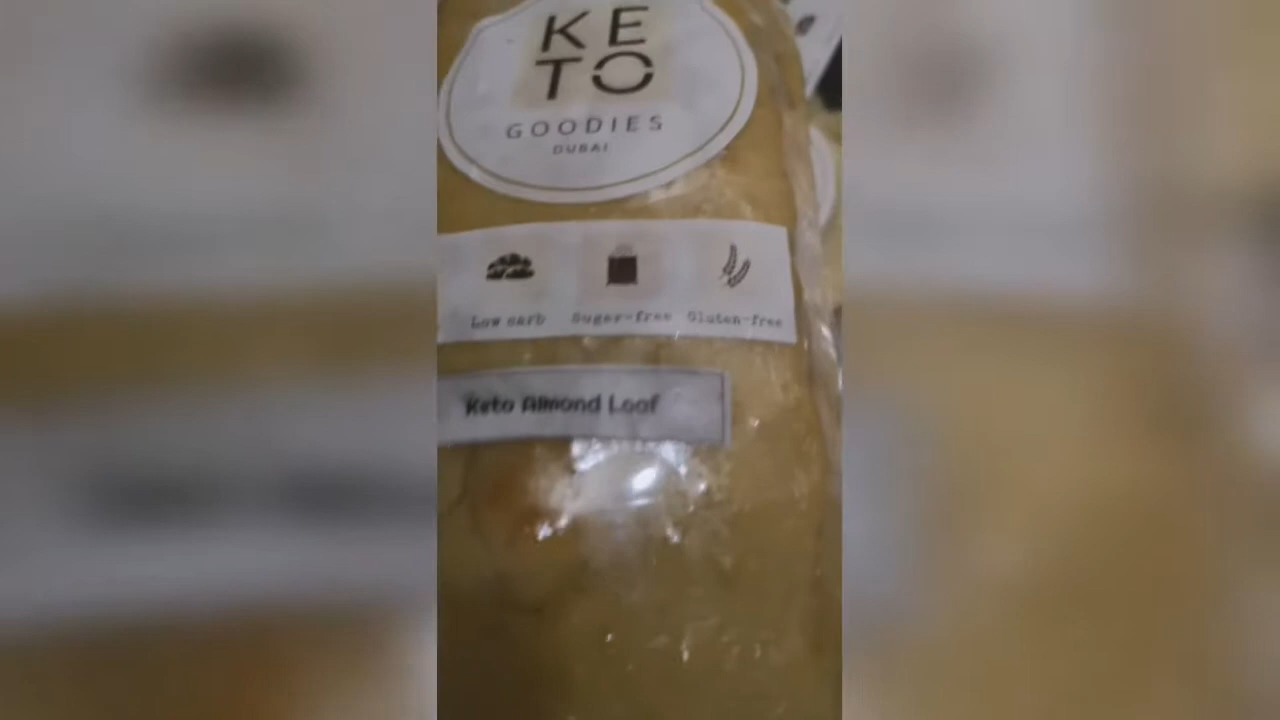 KE
TO
GOODIES
DUBAI
Low carb Sugar-free Gluten-free
Keto Almond Loaf